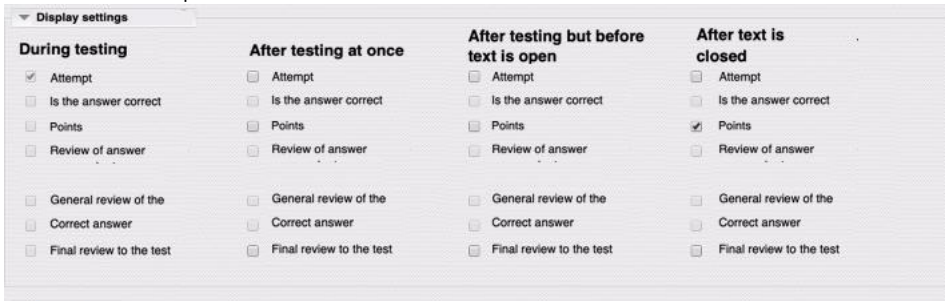 Display settings
During testing
Attempt
Is the answer correct
Points
Review of answer
General review of the
Correct answer
Final review to the test
After testing at once
Attempt
Is the answer correct
Points
Review of answer
General review of the
Correct answer
Final review to the test
After testing but before
text is open
Attempt
Is the answer correct
Points
Review of answer
General review of the
Correct answer
Final review to the test
After text is
closed
Attempt
Is the answer correct
Points
Review of answer
General review of the
Correct answer
Final review to the test